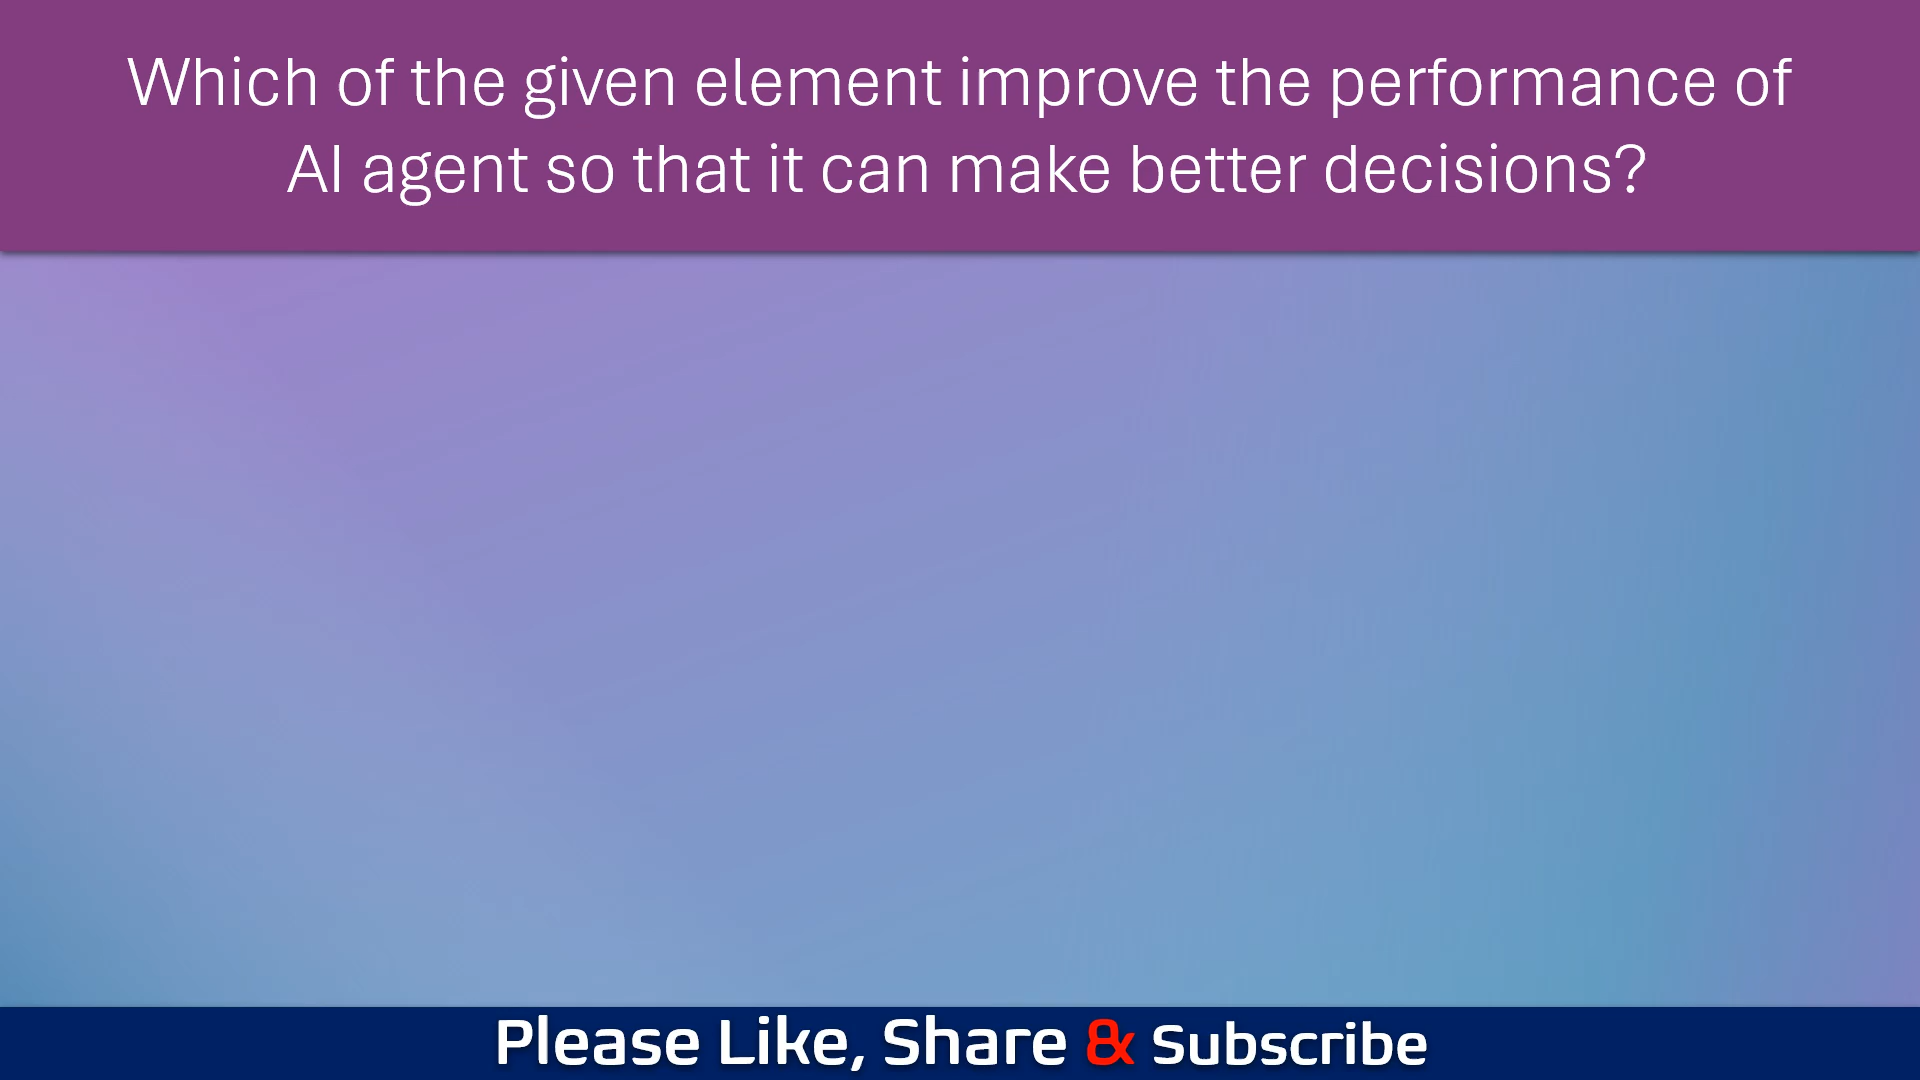 Which of the given element improve the performance of
AI agent so that it can make better decisions?
Please Like, Share & Subscribe